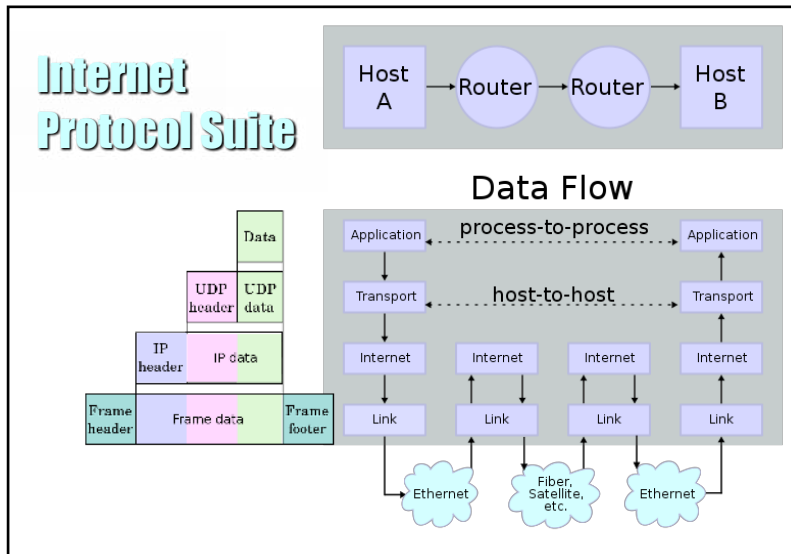 Internet
Protocol Suite
Host
A
Router
Router
Host
B
Data Flow
Data
UDP
header
UDP
data
IP
header
IP data
Frame
header
Frame data
Frame
footer
Application
process-to-process
Application
Transport
host-to-host
Transport
Internet
Internet
Internet
Internet
Link
Link
Link
Link
Ethernet
Fiber,
Satellite,
etc.
Ethernet